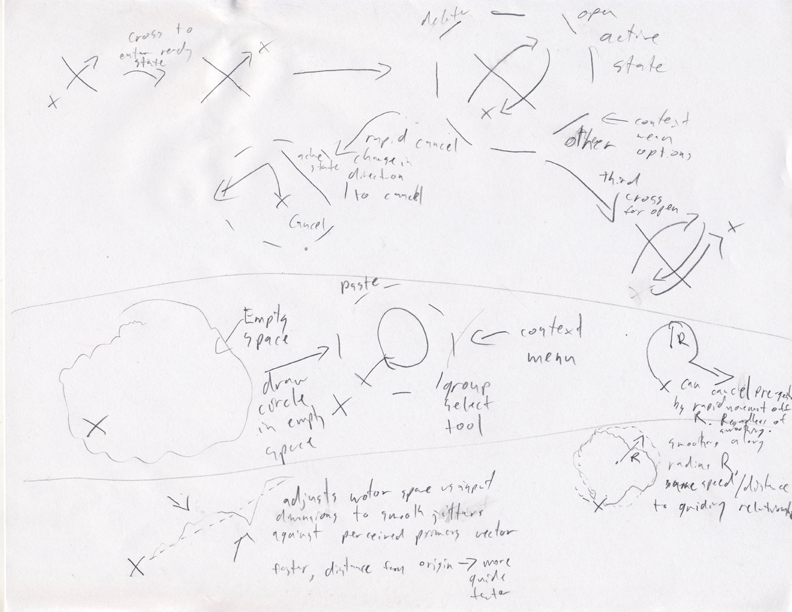 cross to
enter ready
state
delete
open
active
state
context
menu
options
other
rapid cancel
change in
direction
to cancel
active
state
cancel
third
cross
for open
paste
Empty
space
draw
circle
in empty
space
context
menu
group
select
tool
R
can cancel
by rapid movement off
R. Regardless of
smoothing.
R
smoothing along
radius R,
same speed/distance
to guiding relationship
adjusts motor space vs input
dimensions to smooth jitters
against perceived primary vector
faster, distance from origin → more
guide
factor